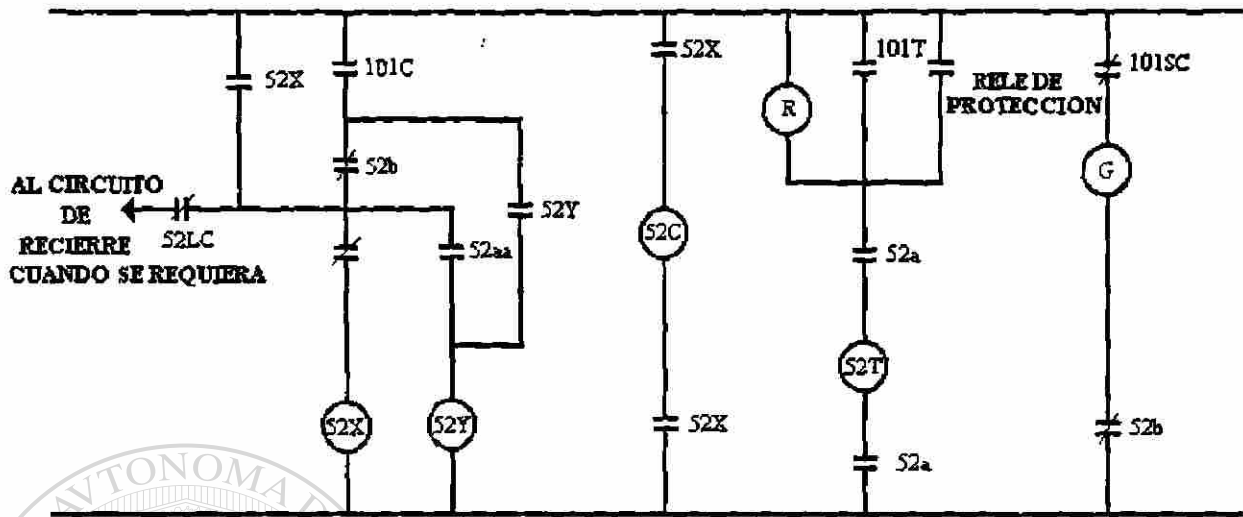 52X
101C
52b
AL CIRCUITO
DE
RECIERRE
CUANDO SE REQUIERA
52LC
52Y
52aa
52X
52Y
52X
52C
52X
R
101T
RELE DE
PROTECCION
52a
52T
52a
101SC
G
52b
AVTONOMA D